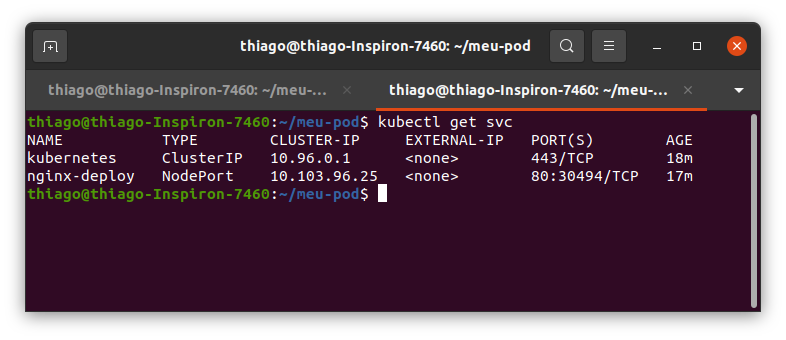 thiago@thiago-Inspiron-7460: ~/meu-pod
thiago@thiago-Inspiron-7460: ~/meu-... thiago@thiago-Inspiron-7460: ~/meu-...
thiago@thiago-Inspiron-7460:~/meu-pod$ kubectl get svc
NAME TYPE CLUSTER-IP EXTERNAL-IP PORT(S) AGE
kubernetes ClusterIP 10.96.0.1 <none> 443/TCP 18m
nginx-deploy NodePort 10.103.96.25 <none> 80:30494/TCP 17m
thiago@thiago-Inspiron-7460:~/meu-pod$